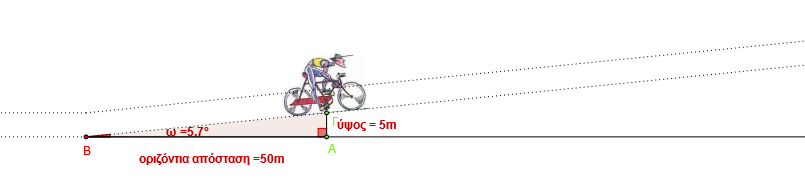 Γ
ύψος = 5m
ω =5.7°
B
A
οριζόντια απόσταση =50m